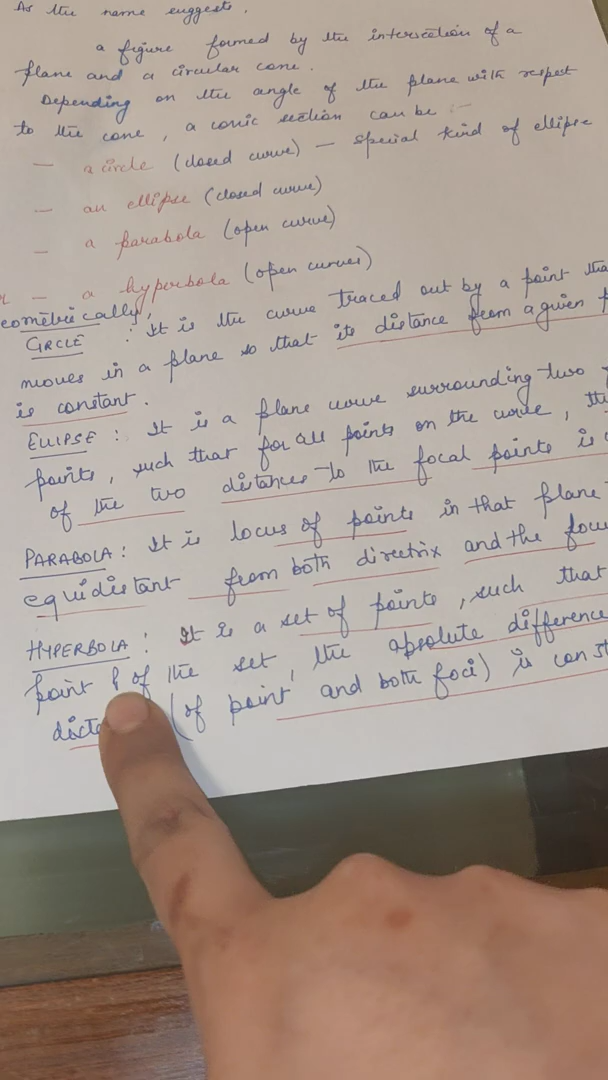 As the name suggests,
a figure formed by the intersection of a
plane and a circular cone.
Depending on the angle of the plane with respect
to the cone, a conic section can be :-
— a circle (closed curve) — special kind of ellipse
— an ellipse (closed curve)
— a parabola (open curve)
— a hyperbola (open curves)
eometrically,
CIRCLE : It is the curve traced out by a point tha
moves in a plane so that its distance from a given
is constant.
ELLIPSE : It is a plane curve surrounding two
points, such that for all points on the curve, th
of the two distances to the focal points is
PARABOLA : It is locus of points in that plane
equidistant from both directrix and the focu
HYPERBOLA : It is a set of points, such that
point P of the set, the absolute difference
dista (of point and both foci) is const